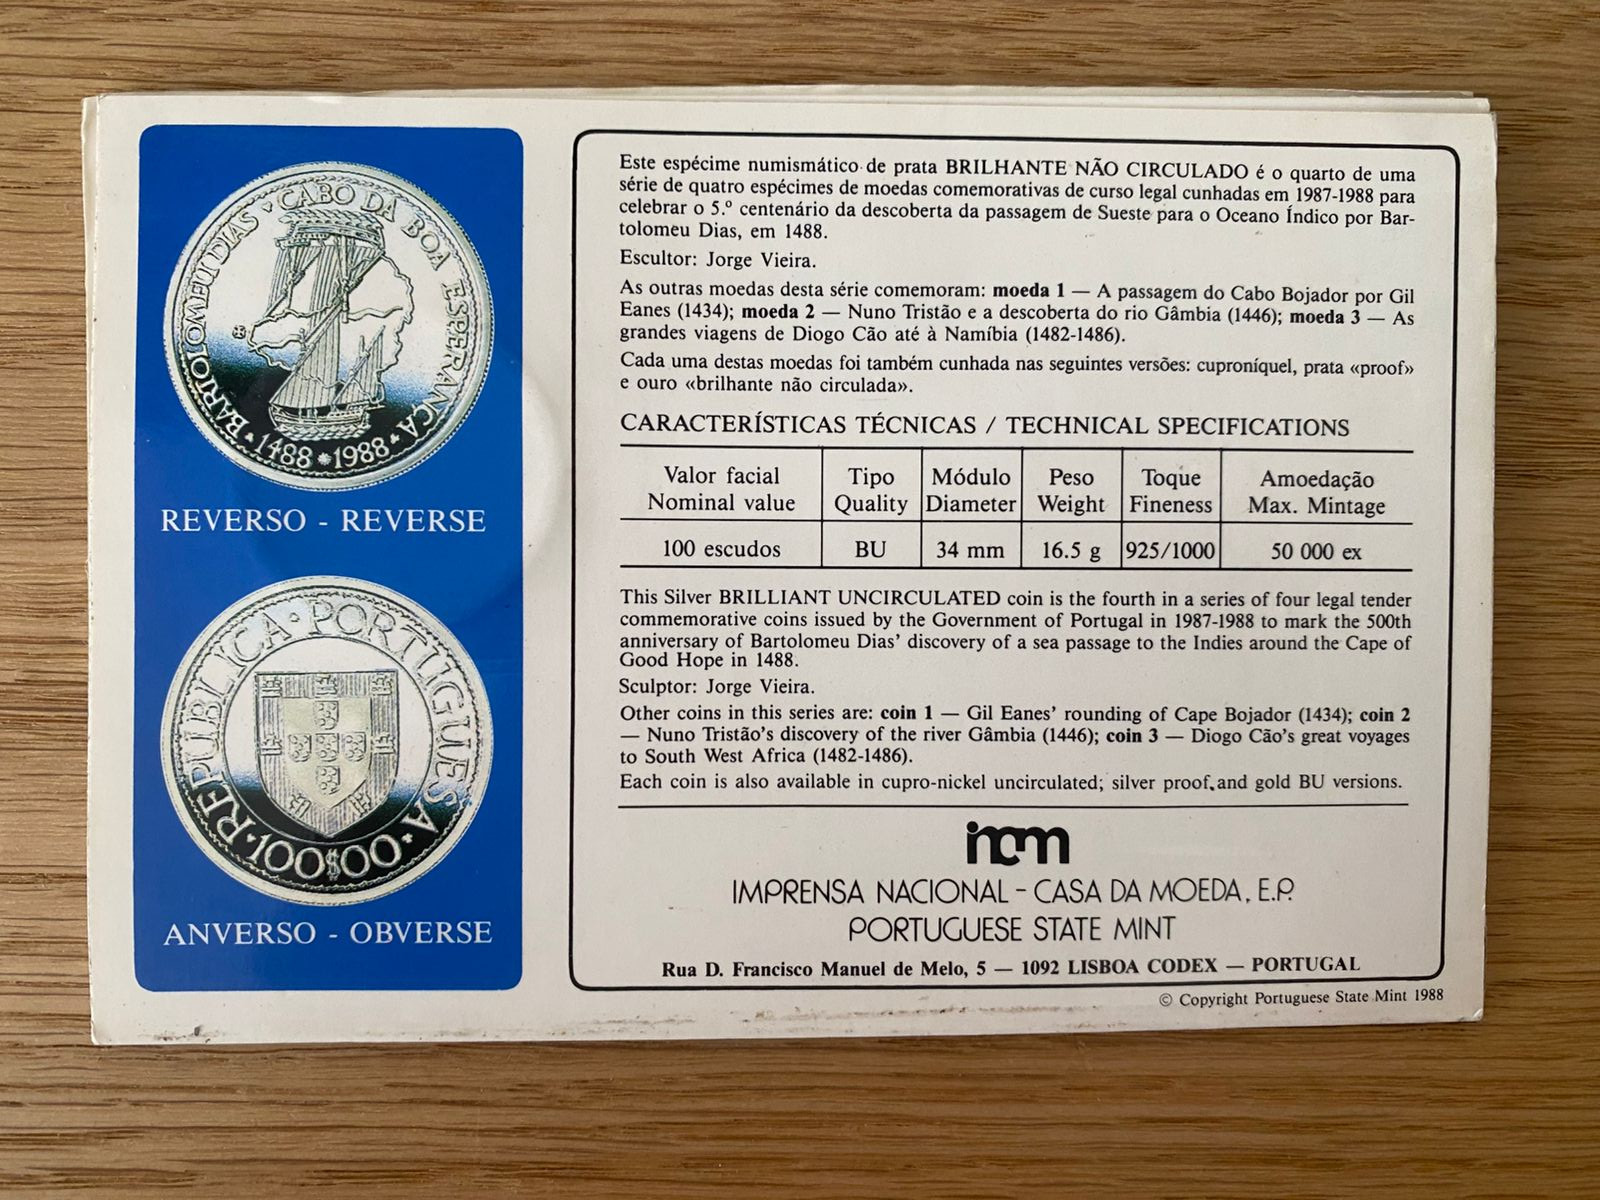 BARTOLOMEU DIAS · CABO DA BOA ESPERANÇA
1488 1988
REVERSO - REVERSE
REPUBLICA · PORTUGUESA
100$00
ANVERSO - OBVERSE
Este espécime numismático de prata BRILHANTE NÃO CIRCULADO é o quarto de uma
série de quatro espécimes de moedas comemorativas de curso legal cunhadas em 1987-1988 para
celebrar o 5.º centenário da descoberta da passagem de Sueste para o Oceano Índico por Bar-
tolomeu Dias, em 1488.
Escultor: Jorge Vieira.
As outras moedas desta série comemoram: moeda 1 — A passagem do Cabo Bojador por Gil
Eanes (1434); moeda 2 — Nuno Tristão e a descoberta do rio Gâmbia (1446); moeda 3 — As
grandes viagens de Diogo Cão até à Namíbia (1482-1486).
Cada uma destas moedas foi também cunhada nas seguintes versões: cuproníquel, prata «proof»
e ouro «brilhante não circulada».
CARACTERÍSTICAS TÉCNICAS / TECHNICAL SPECIFICATIONS
Valor facial Tipo Módulo Peso Toque Amoedação
Nominal value Quality Diameter Weight Fineness Max. Mintage
100 escudos BU 34 mm 16.5 g 925/1000 50 000 ex
This Silver BRILLIANT UNCIRCULATED coin is the fourth in a series of four legal tender
commemorative coins issued by the Government of Portugal in 1987-1988 to mark the 500th
anniversary of Bartolomeu Dias' discovery of a sea passage to the Indies around the Cape of
Good Hope in 1488.
Sculptor: Jorge Vieira.
Other coins in this series are: coin 1 — Gil Eanes' rounding of Cape Bojador (1434); coin 2
— Nuno Tristão's discovery of the river Gâmbia (1446); coin 3 — Diogo Cão's great voyages
to South West Africa (1482-1486).
Each coin is also available in cupro-nickel uncirculated; silver proof, and gold BU versions.
incm
IMPRENSA NACIONAL - CASA DA MOEDA, E.P.
PORTUGUESE STATE MINT
Rua D. Francisco Manuel de Melo, 5 — 1092 LISBOA CODEX — PORTUGAL
© Copyright Portuguese State Mint 1988